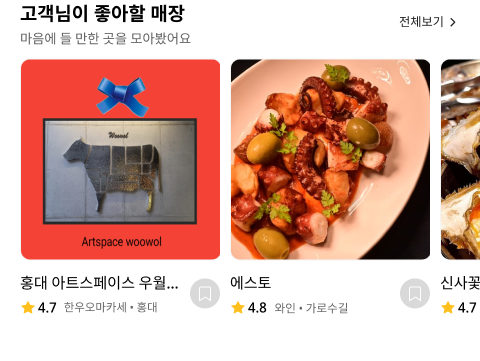 고객님이 좋아할 매장
마음에 들 만한 곳을 모아봤어요
전체보기 >
Woowol
Artspace woowol
홍대 아트스페이스 우월...
4.7 한우오마카세 • 홍대
에스토
4.8 와인 • 가로수길
신사꽃
4.7